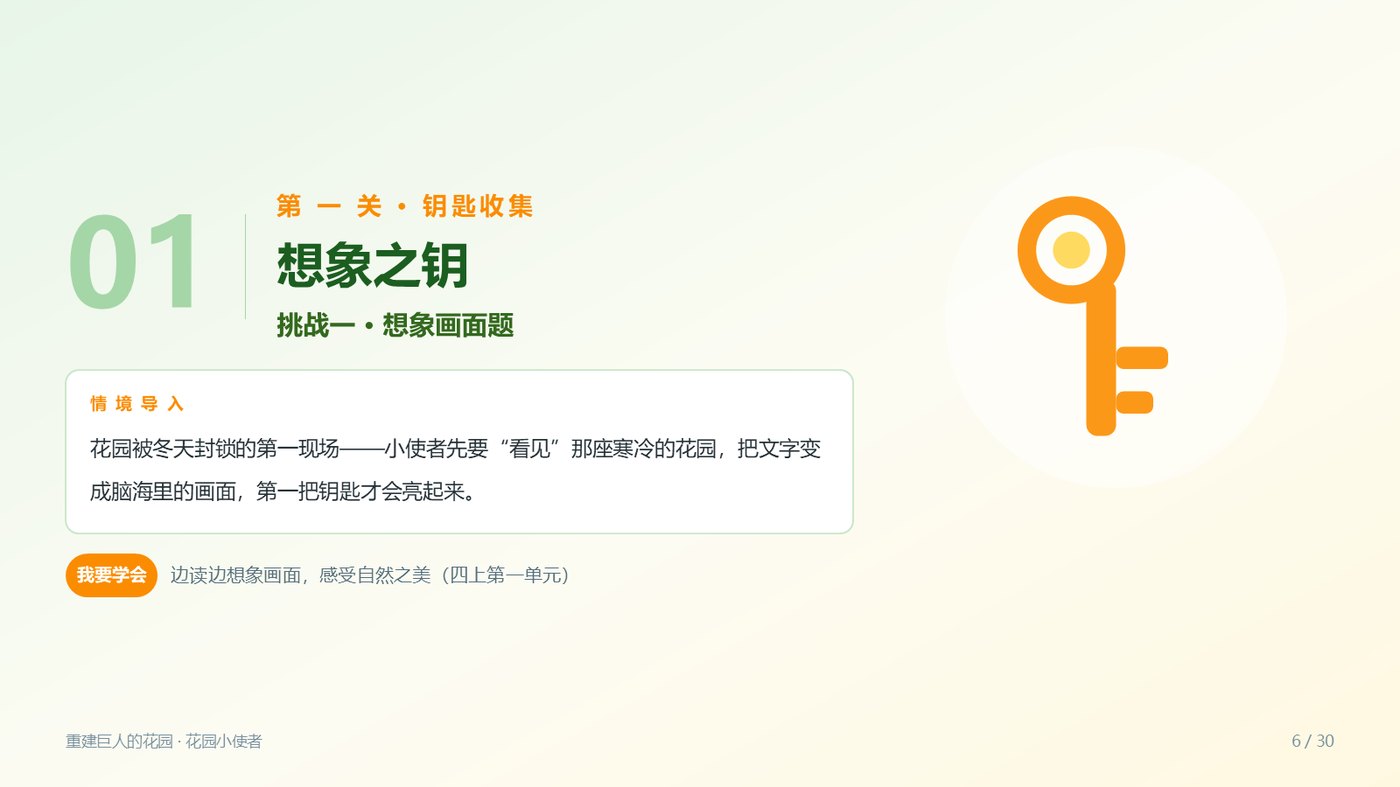 01
第一关·钥匙收集
想象之钥
挑战一·想象画面题
情境导入
花园被冬天封锁的第一现场——小使者先要“看见”那座寒冷的花园，把文字变
成脑海里的画面，第一把钥匙才会亮起来。
我要学会 边读边想象画面，感受自然之美（四上第一单元）
重建巨人的花园·花园小使者
6 / 30